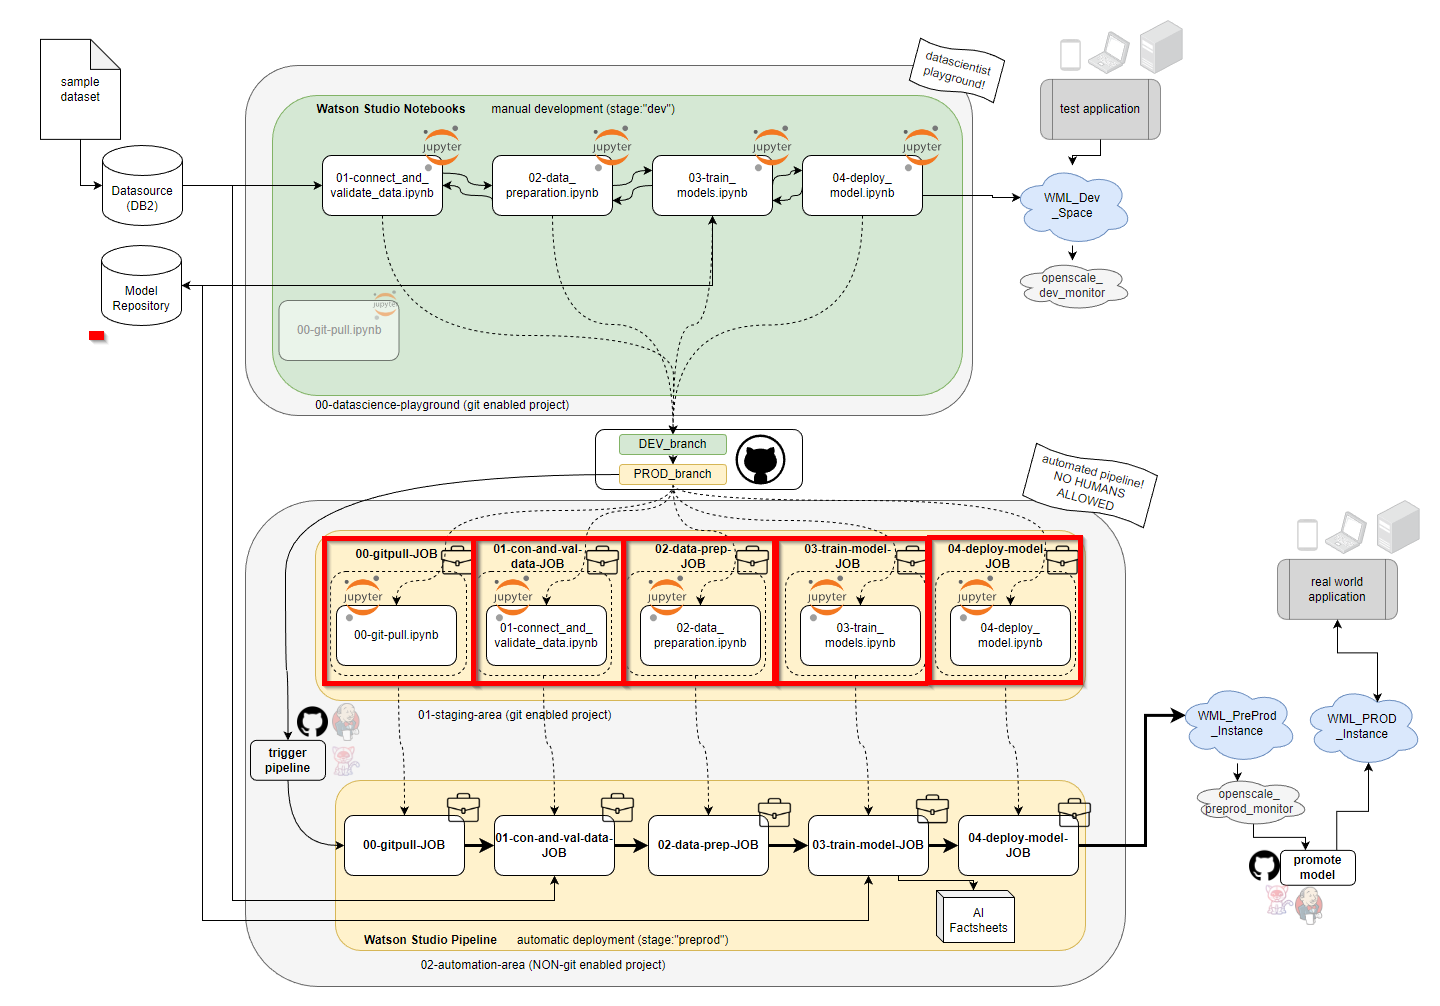 sample
dataset
Datasource
(DB2)
Model
Repository
datascientist
playground!
Watson Studio Notebooks manual development (stage:"dev")
jupyter
jupyter
jupyter
jupyter
01-connect_and_
validate_data.ipynb
02-data_
preparation.ipynb
03-train_
models.ipynb
04-deploy_
model.ipynb
jupyter
00-git-pull.ipynb
00-datascience-playground (git enabled project)
test application
WML_Dev
_Space
openscale_
dev_monitor
DEV_branch
PROD_branch
automated pipeline!
NO HUMANS
ALLOWED
00-gitpull-JOB
01-con-and-val-
data-JOB
02-data-prep-
JOB
03-train-model-
JOB
04-deploy-model-
JOB
jupyter
jupyter
jupyter
jupyter
jupyter
00-git-pull.ipynb
01-connect_and_
validate_data.ipynb
02-data_
preparation.ipynb
03-train_
models.ipynb
04-deploy_
model.ipynb
01-staging-area (git enabled project)
trigger
pipeline
00-gitpull-JOB
01-con-and-val-data-
JOB
02-data-prep-JOB
03-train-model-JOB
04-deploy-model-
JOB
AI
Factsheets
Watson Studio Pipeline automatic deployment (stage:"preprod")
02-automation-area (NON-git enabled project)
real world
application
WML_PreProd
_Instance
WML_PROD
_Instance
openscale_
preprod_monitor
promote
model